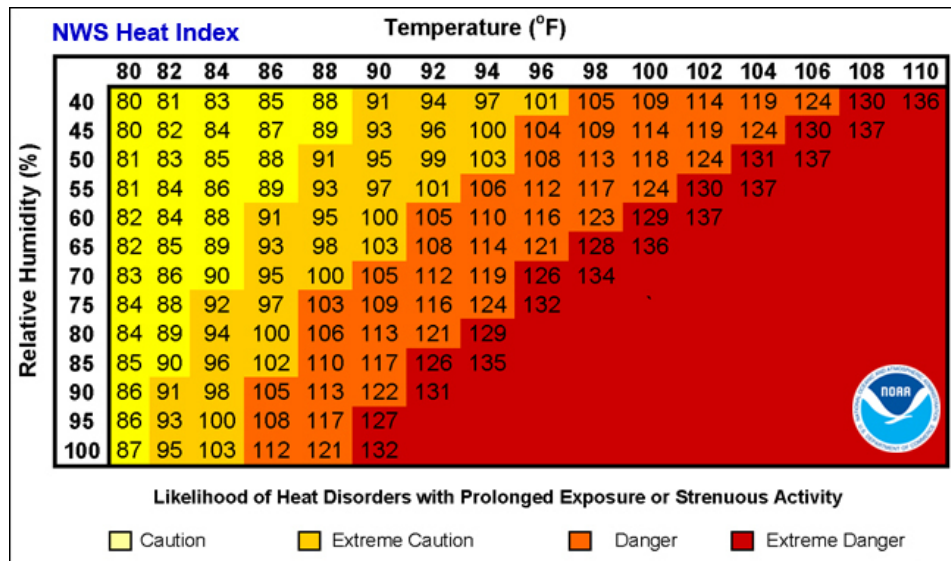 NWS Heat Index Temperature (°F)
80 82 84 86 88 90 92 94 96 98 100 102 104 106 108 110
Relative Humidity (%)
40 80 81 83 85 88 91 94 97 101 105 109 114 119 124 130 136
45 80 82 84 87 89 93 96 100 104 109 114 119 124 130 137
50 81 83 85 88 91 95 99 103 108 113 118 124 131 137
55 81 84 86 89 93 97 101 106 112 117 124 130 137
60 82 84 88 91 95 100 105 110 116 123 129 137
65 82 85 89 93 98 103 108 114 121 128 136
70 83 86 90 95 100 105 112 119 126 134
75 84 88 92 97 103 109 116 124 132
80 84 89 94 100 106 113 121 129
85 85 90 96 102 110 117 126 135
90 86 91 98 105 113 122 131
95 86 93 100 108 117 127
100 87 95 103 112 121 132
NOAA
Likelihood of Heat Disorders with Prolonged Exposure or Strenuous Activity
Caution Extreme Caution Danger Extreme Danger